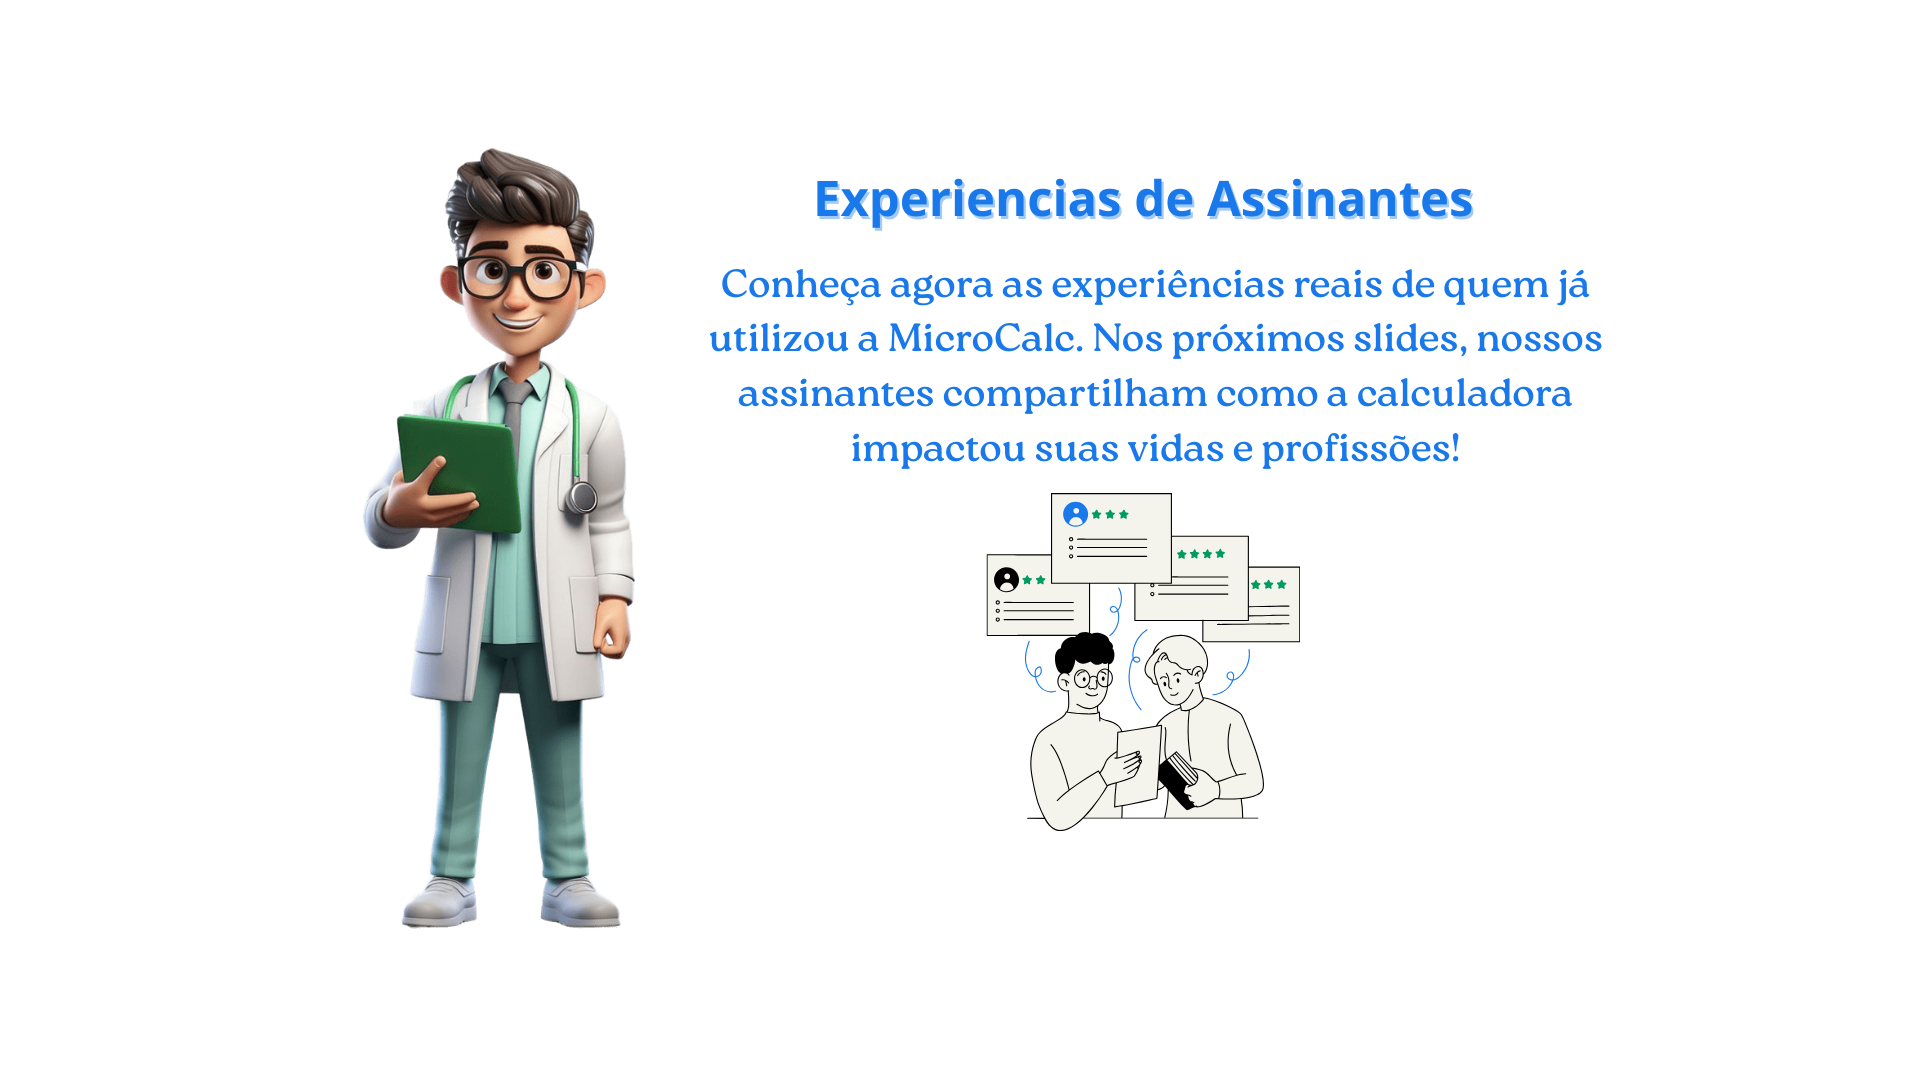 Experiencias de Assinantes
Conheça agora as experiências reais de quem já
utilizou a MicroCalc. Nos próximos slides, nossos
assinantes compartilham como a calculadora
impactou suas vidas e profissões!